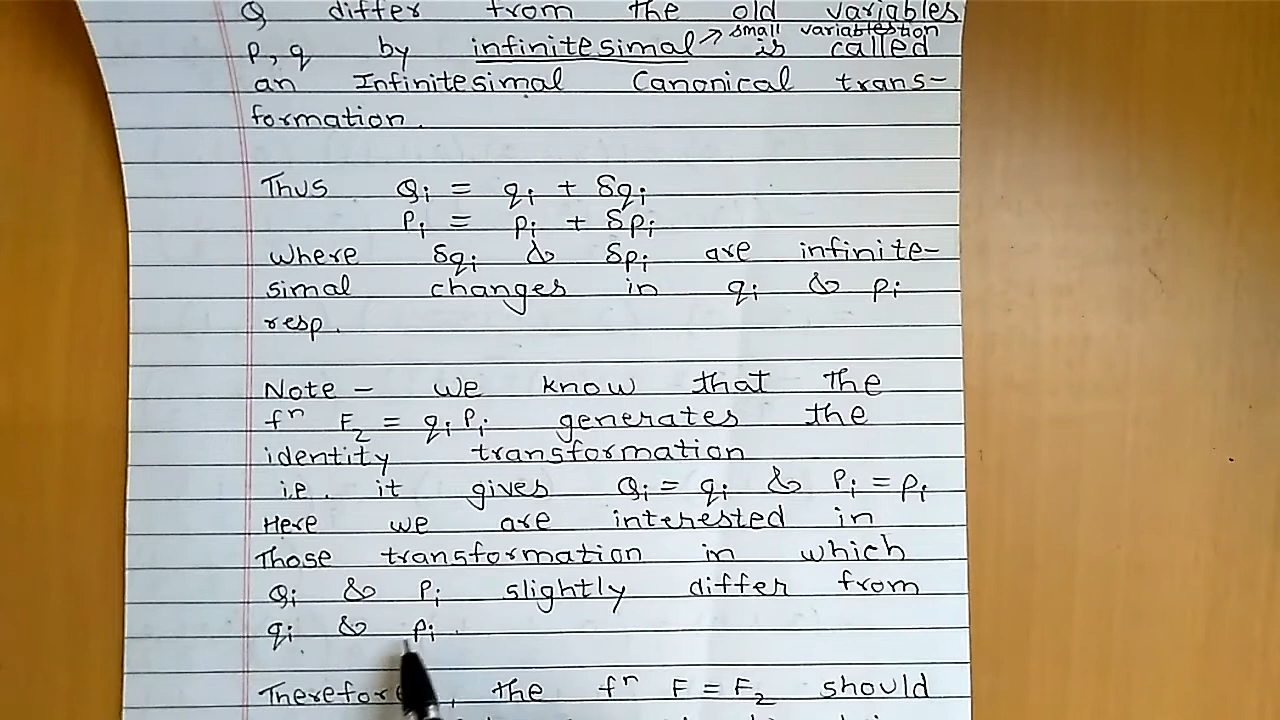 Q differ from the old variables
p, q by infinitesimal → small variables is called
an Infinitesimal Canonical trans-
formation.
Thus Qi = qi + δqi
Pi = pi + δpi
where δqi & δpi are infinite-
simal changes in qi & pi
resp.
Note - we know that the
fⁿ F₂ = qi Pi generates the
identity transformation
i.e. it gives Qi = qi & Pi = pi
Here we are interested in
Those transformation in which
Qi & Pi slightly differ from
qi & pi.
Therefore, the fⁿ F = F₂ should